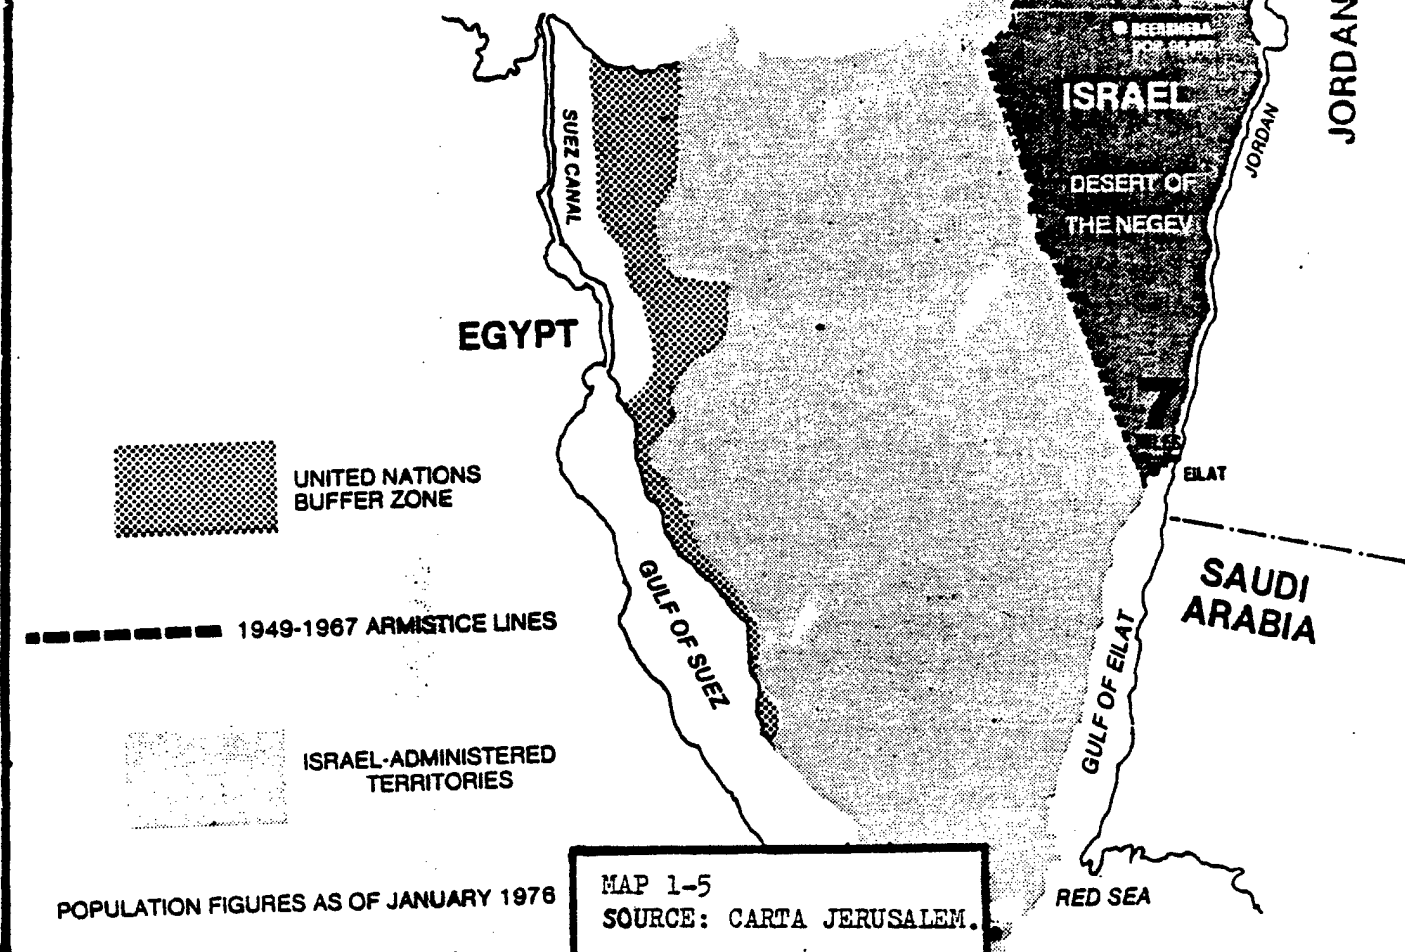 JORDAN
BEERSHEBA
ISRAEL
JORDAN
SUEZ CANAL
DESERT OF
THE NEGEV
EGYPT
7
EILAT
UNITED NATIONS
BUFFER ZONE
SAUDI
ARABIA
GULF OF SUEZ
1949-1967 ARMISTICE LINES
GULF OF EILAT
ISRAEL-ADMINISTERED
TERRITORIES
POPULATION FIGURES AS OF JANUARY 1976
MAP 1-5
SOURCE: CARTA JERUSALEM.
RED SEA